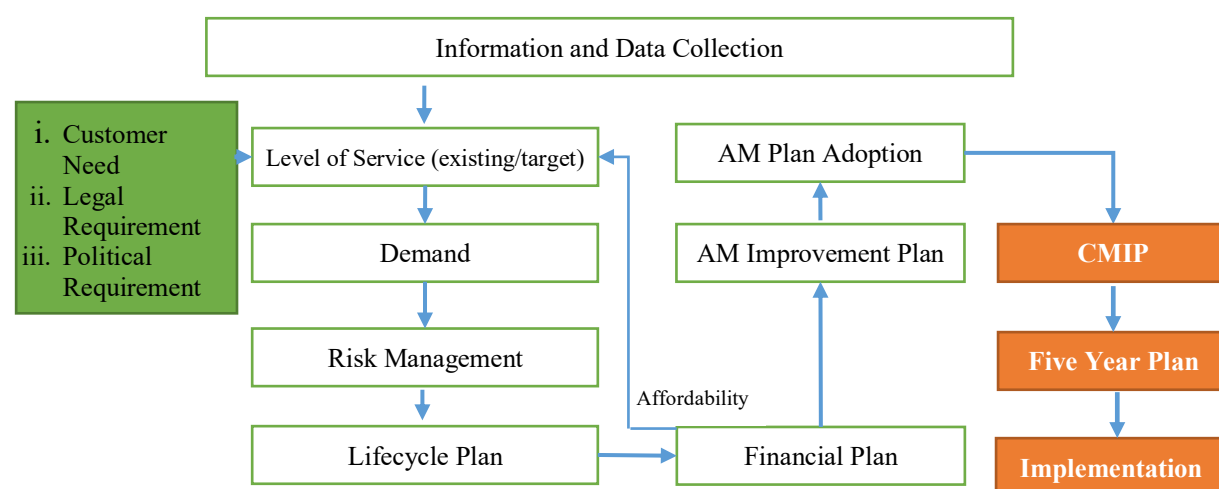 Information and Data Collection
i. Customer
Need
ii. Legal
Requirement
iii. Political
Requirement
Level of Service (existing/target)
Demand
Risk Management
Lifecycle Plan
Affordability
Financial Plan
AM Improvement Plan
AM Plan Adoption
CMIP
Five Year Plan
Implementation